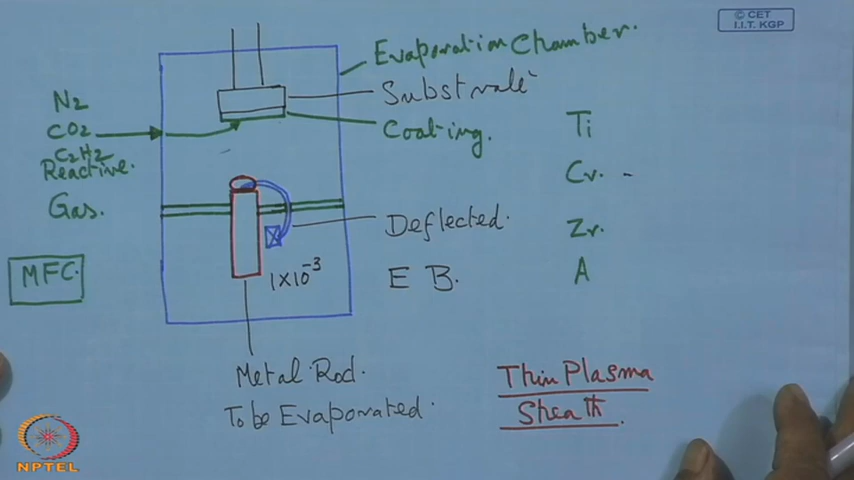 © CET
I.I.T. KGP
Evaporation Chamber.
Substrate
Coating.
N2
CO2
C2H2
Reactive.
Gas.
MFC.
Ti
Cr.
Zr.
A
Deflected.
E B.
1×10-3
Metal Rod.
To be Evaporated.
Thin Plasma
Sheath.
NPTEL